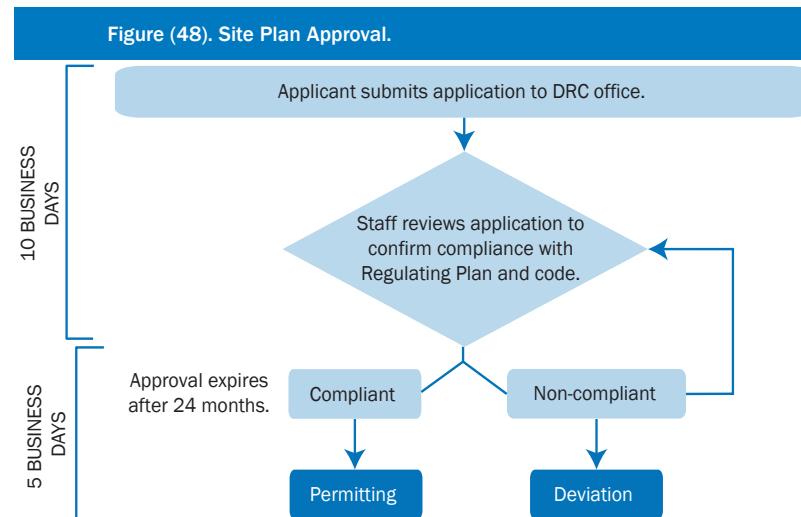 Figure (48). Site Plan Approval.
Applicant submits application to DRC office.
10 BUSINESS
DAYS
Staff reviews application to
confirm compliance with
Regulating Plan and code.
5 BUSINESS
DAYS
Approval expires
after 24 months.
Compliant
Non-compliant
Permitting
Deviation